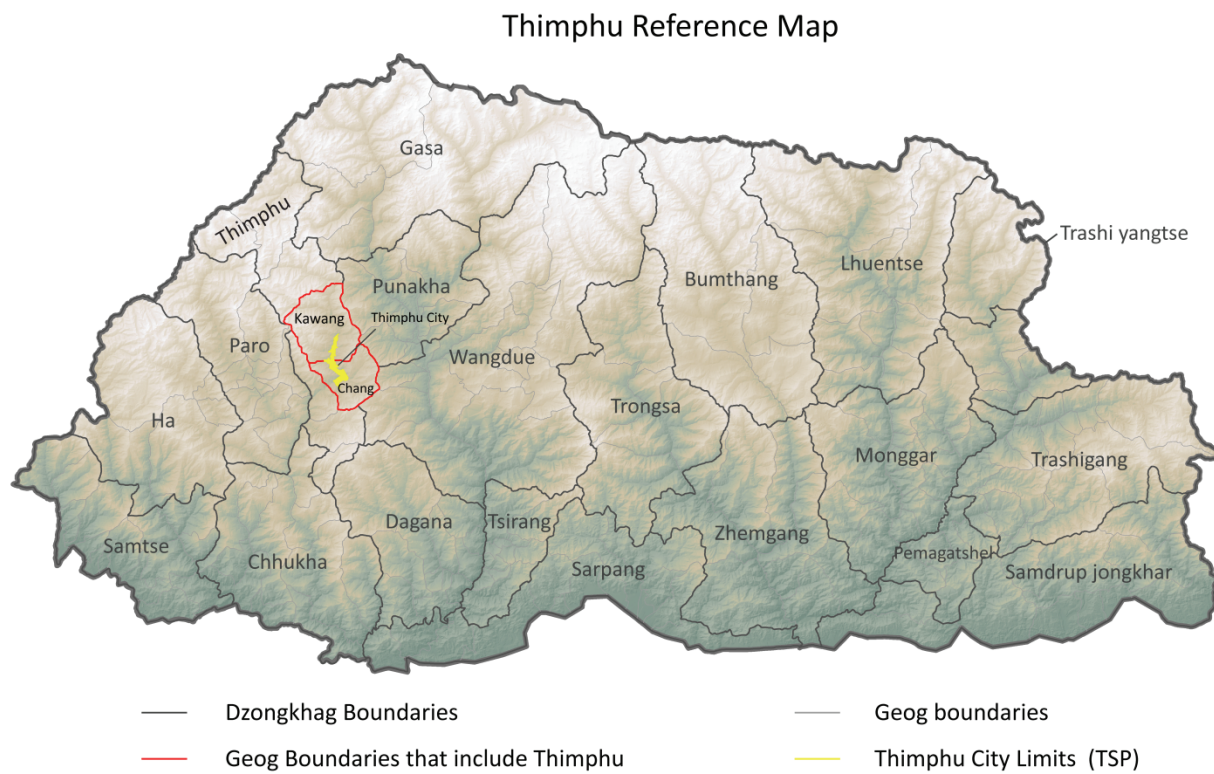 Thimphu Reference Map
Gasa
Thimphu
Trashi yangtse
Punakha
Bumthang
Lhuentse
Kawang
Thimphu City
Paro
Wangdue
Chang
Ha
Trongsa
Monggar
Trashigang
Dagana
Tsirang
Zhemgang
Samtse
Chhukha
Sarpang
Pemagatshel
Samdrup jongkhar
Dzongkhag Boundaries
Geog boundaries
Geog Boundaries that include Thimphu
Thimphu City Limits (TSP)